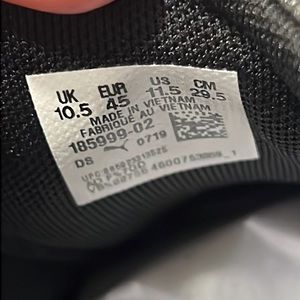 UK EUR US CM
10.5 45 11.5 29.5
MADE IN VIETNAM
FABRIQUÉ AU VIETNAM
185999-02
DS 0719